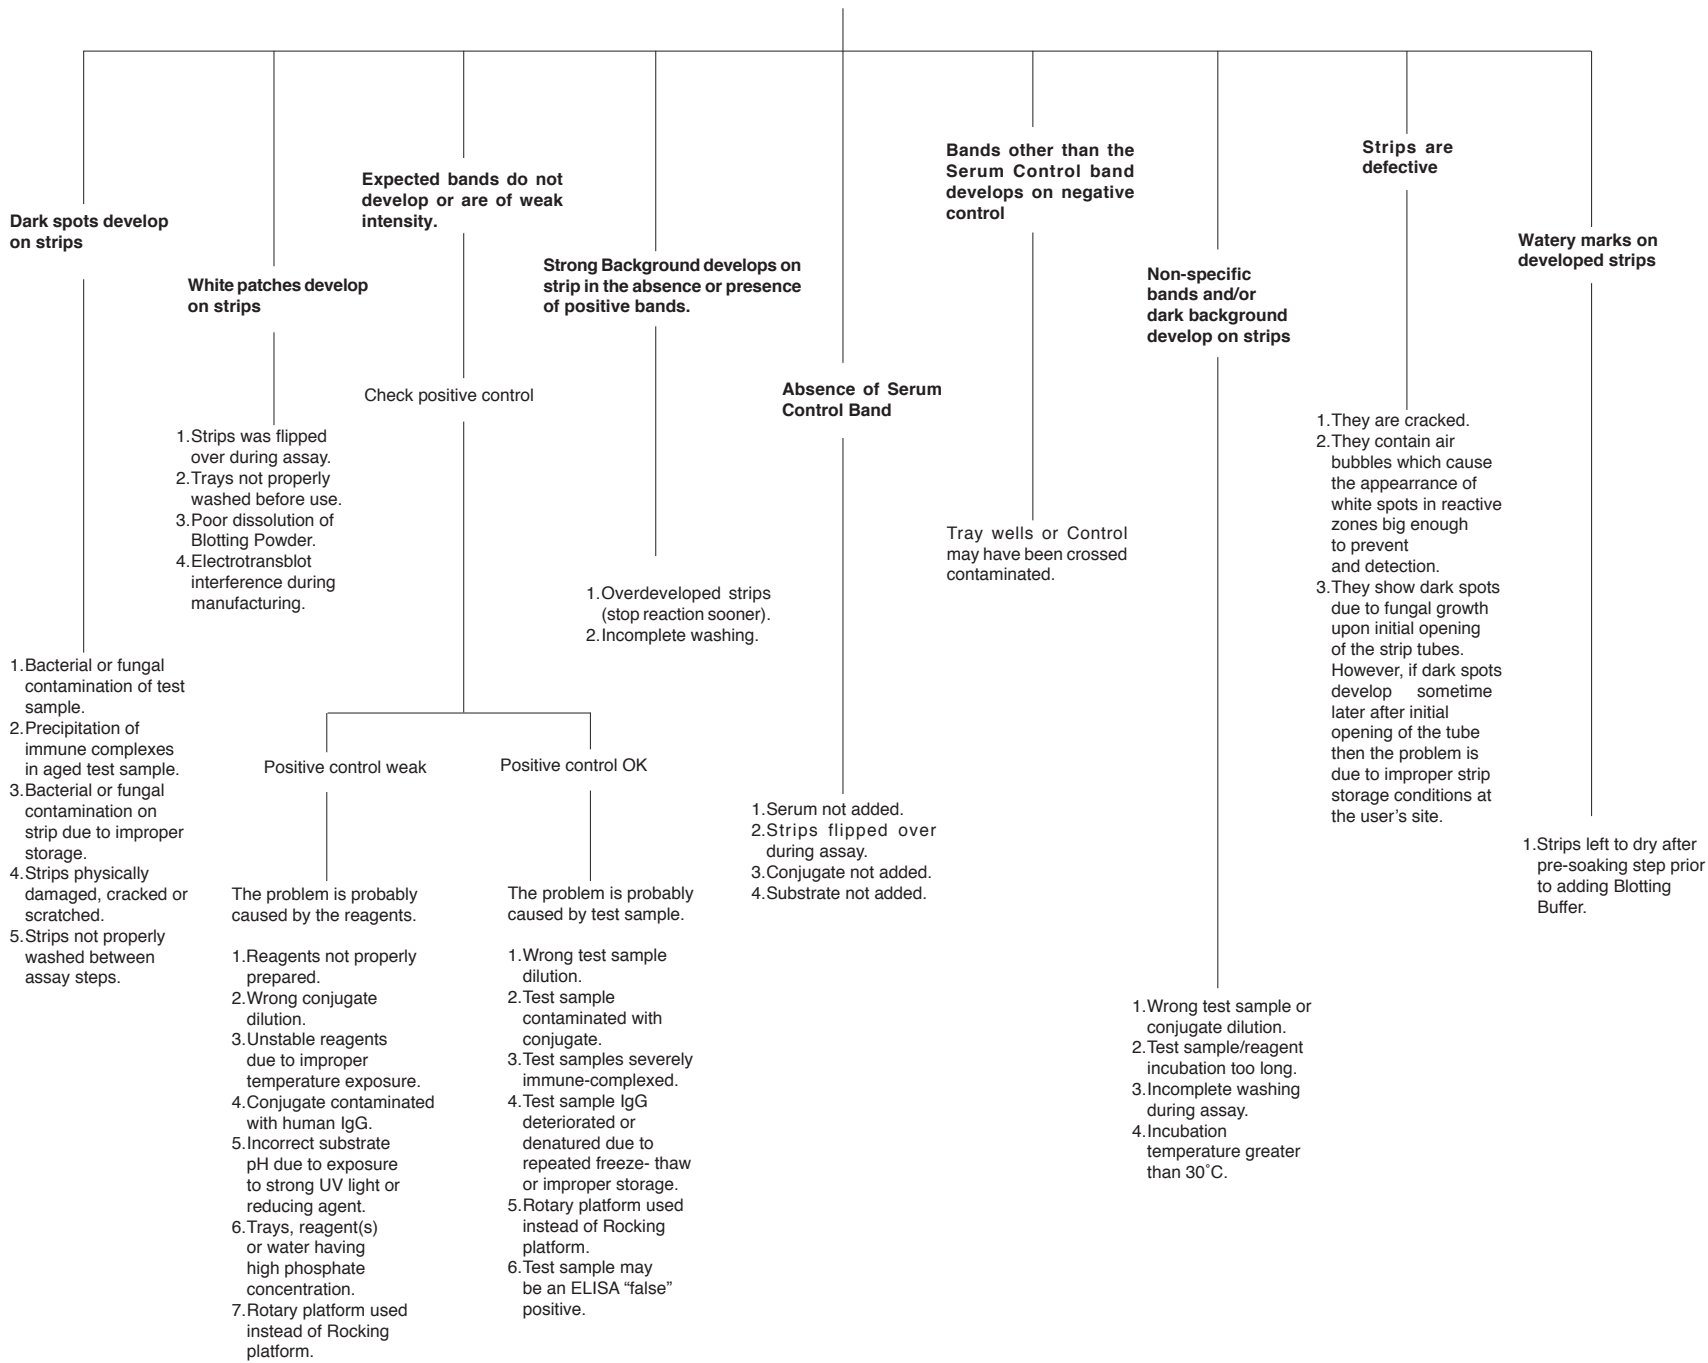 Dark spots develop
on strips
1.Bacterial or fungal
contamination of test
sample.
2.Precipitation of
immune complexes
in aged test sample.
3.Bacterial or fungal
contamination on
strip due to improper
storage.
4.Strips physically
damaged, cracked or
scratched.
5.Strips not properly
washed between
assay steps.
White patches develop
on strips
1.Strips was flipped
over during assay.
2.Trays not properly
washed before use.
3.Poor dissolution of
Blotting Powder.
4.Electrotransblot
interference during
manufacturing.
Expected bands do not
develop or are of weak
intensity.
Check positive control
Positive control weak
The problem is probably
caused by the reagents.
1.Reagents not properly
prepared.
2.Wrong conjugate
dilution.
3.Unstable reagents
due to improper
temperature exposure.
4.Conjugate contaminated
with human IgG.
5.Incorrect substrate
pH due to exposure
to strong UV light or
reducing agent.
6.Trays, reagent(s)
or water having
high phosphate
concentration.
7.Rotary platform used
instead of Rocking
platform.
Positive control OK
The problem is probably
caused by test sample.
1.Wrong test sample
dilution.
2.Test sample
contaminated with
conjugate.
3.Test samples severely
immune-complexed.
4.Test sample IgG
deteriorated or
denatured due to
repeated freeze- thaw
or improper storage.
5.Rotary platform used
instead of Rocking
platform.
6.Test sample may
be an ELISA “false”
positive.
Strong Background develops on
strip in the absence or presence
of positive bands.
1.Overdeveloped strips
(stop reaction sooner).
2.Incomplete washing.
Absence of Serum
Control Band
1.Serum not added.
2.Strips flipped over
during assay.
3.Conjugate not added.
4.Substrate not added.
Bands other than the
Serum Control band
develops on negative
control
Tray wells or Control
may have been crossed
contaminated.
Non-specific
bands and/or
dark background
develop on strips
1.Wrong test sample or
conjugate dilution.
2.Test sample/reagent
incubation too long.
3.Incomplete washing
during assay.
4.Incubation
temperature greater
than 30˚C.
Strips are
defective
1.They are cracked.
2.They contain air
bubbles which cause
the appearrance of
white spots in reactive
zones big enough
to prevent
and detection.
3.They show dark spots
due to fungal growth
upon initial opening
of the strip tubes.
However, if dark spots
develop sometime
later after initial
opening of the tube
then the problem is
due to improper strip
storage conditions at
the user’s site.
Watery marks on
developed strips
1.Strips left to dry after
pre-soaking step prior
to adding Blotting
Buffer.